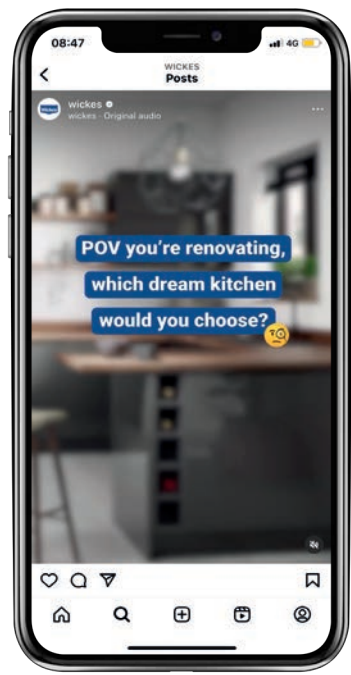 08:47
4G
WICKES
Posts
wickes
wickes · Original audio
POV you're renovating,
which dream kitchen
would you choose?